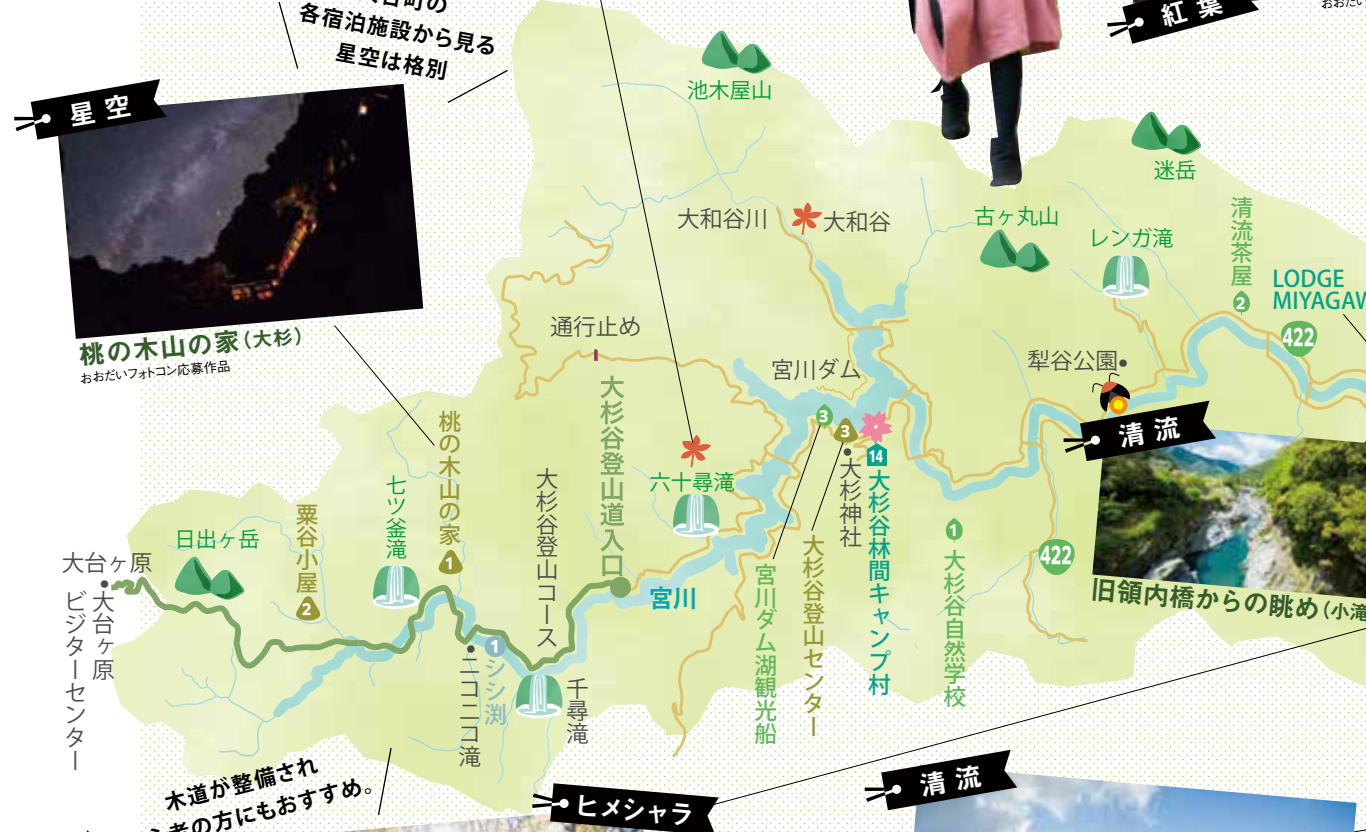 各宿泊施設から見る
星空は格別
紅葉
星空
桃の木山の家(大杉)
おおだいフォトコン応募作品
池木屋山
迷岳
大和谷川
大和谷
古ヶ丸山
レンガ滝
清流茶屋
2
LODGE
422
通行止め
宮川ダム
犂谷公園
清流
旧領内橋からの眺め(小滝
3
3
14
大杉神社
大杉谷林間キャンプ村
大杉谷登山道入口
六十尋滝
桃の木山の家
1
七ツ釜滝
粟谷小屋
2
日出ヶ岳
大台ヶ原
大台ヶ原
ビジターセンター
大杉谷登山コース
宮川
1
シシ渕
ニコニコ滝
千尋滝
宮川ダム湖観光船
大杉谷登山センター
1
大杉谷自然学校
422
木道が整備され
の方にもおすすめ。
ヒメシャラ
清流